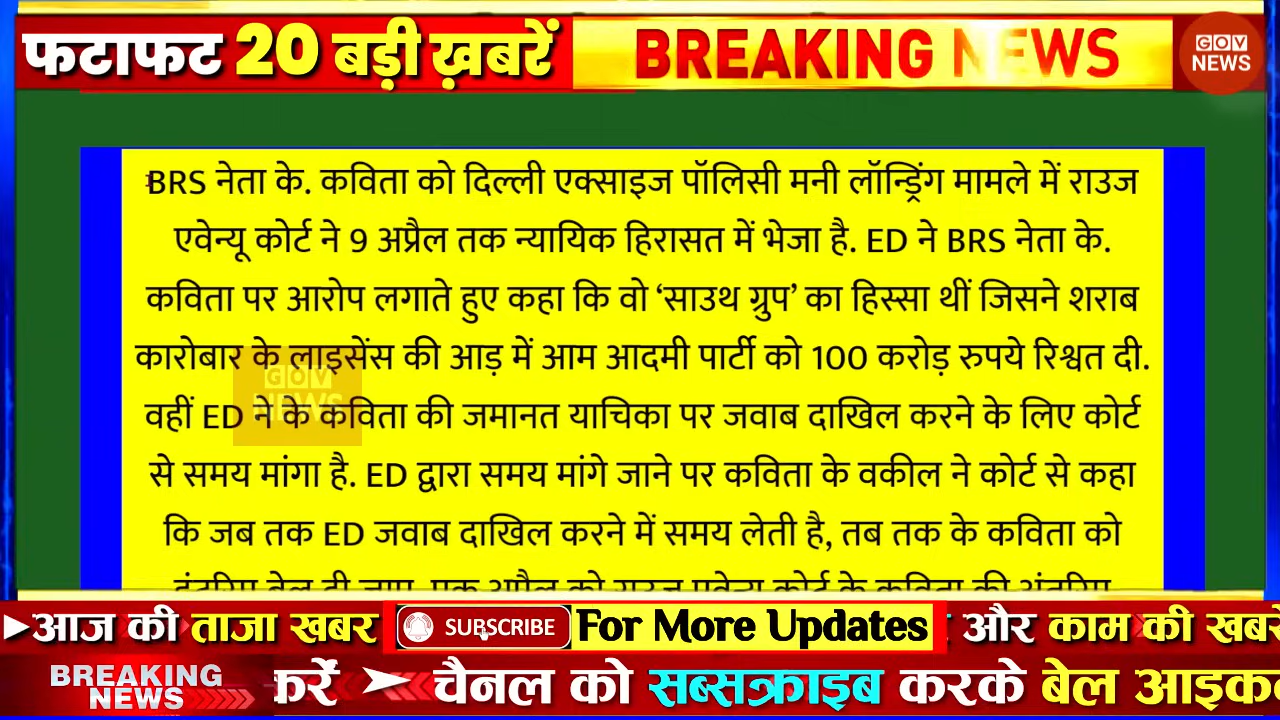 फटाफट 20 बड़ी ख़बरें
BREAKING NEWS
GOV
NEWS
BRS नेता के. कविता को दिल्ली एक्साइज पॉलिसी मनी लॉन्ड्रिंग मामले में राउज
एवेन्यू कोर्ट ने 9 अप्रैल तक न्यायिक हिरासत में भेजा है. ED ने BRS नेता के.
कविता पर आरोप लगाते हुए कहा कि वो ‘साउथ ग्रुप’ का हिस्सा थीं जिसने शराब
कारोबार के लाइसेंस की आड़ में आम आदमी पार्टी को 100 करोड़ रुपये रिश्वत दी.
वहीं ED ने के कविता की जमानत याचिका पर जवाब दाखिल करने के लिए कोर्ट
से समय मांगा है. ED द्वारा समय मांगे जाने पर कविता के वकील ने कोर्ट से कहा
कि जब तक ED जवाब दाखिल करने में समय लेती है, तब तक के कविता को
GOV
NEWS
आज की ताजा खबर
SUBSCRIBE
For More Updates
और काम की खबरें
BREAKING
NEWS
करें
चैनल को सब्सक्राइब करके बेल